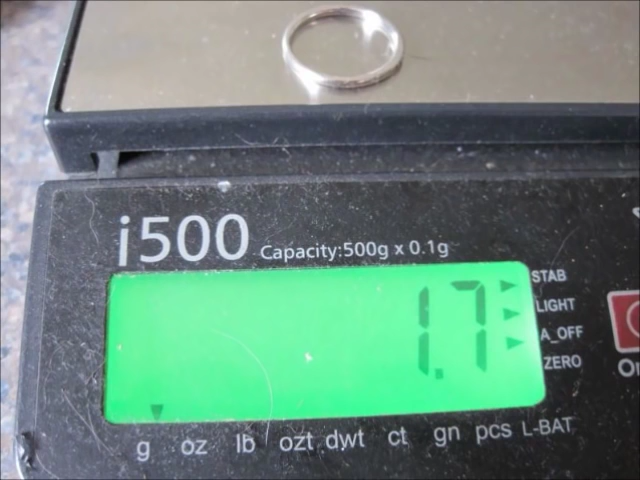 i500 Capacity:500g x 0.1g
1.7
STAB
LIGHT
A_OFF
ZERO
g oz lb ozt dwt ct gn pcs L-BAT